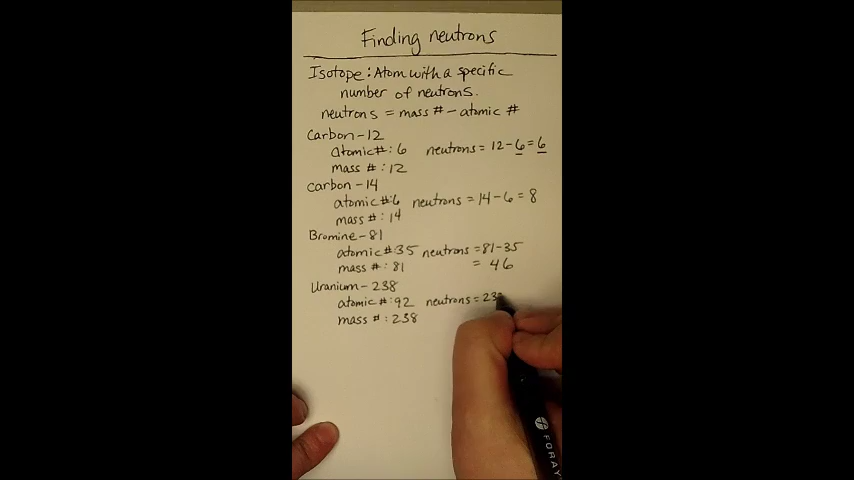 Finding neutrons
Isotope: Atom with a specific
number of neutrons.
neutrons = mass # - atomic #
Carbon-12
atomic#: 6 neutrons = 12-6=6
mass # : 12
Carbon-14
atomic#:6 neutrons = 14-6 = 8
mass # : 14
Bromine-81
atomic#:35 neutrons = 81-35
mass # : 81 = 46
Uranium-238
atomic #: 92 neutrons = 23
mass # : 238
FORAY